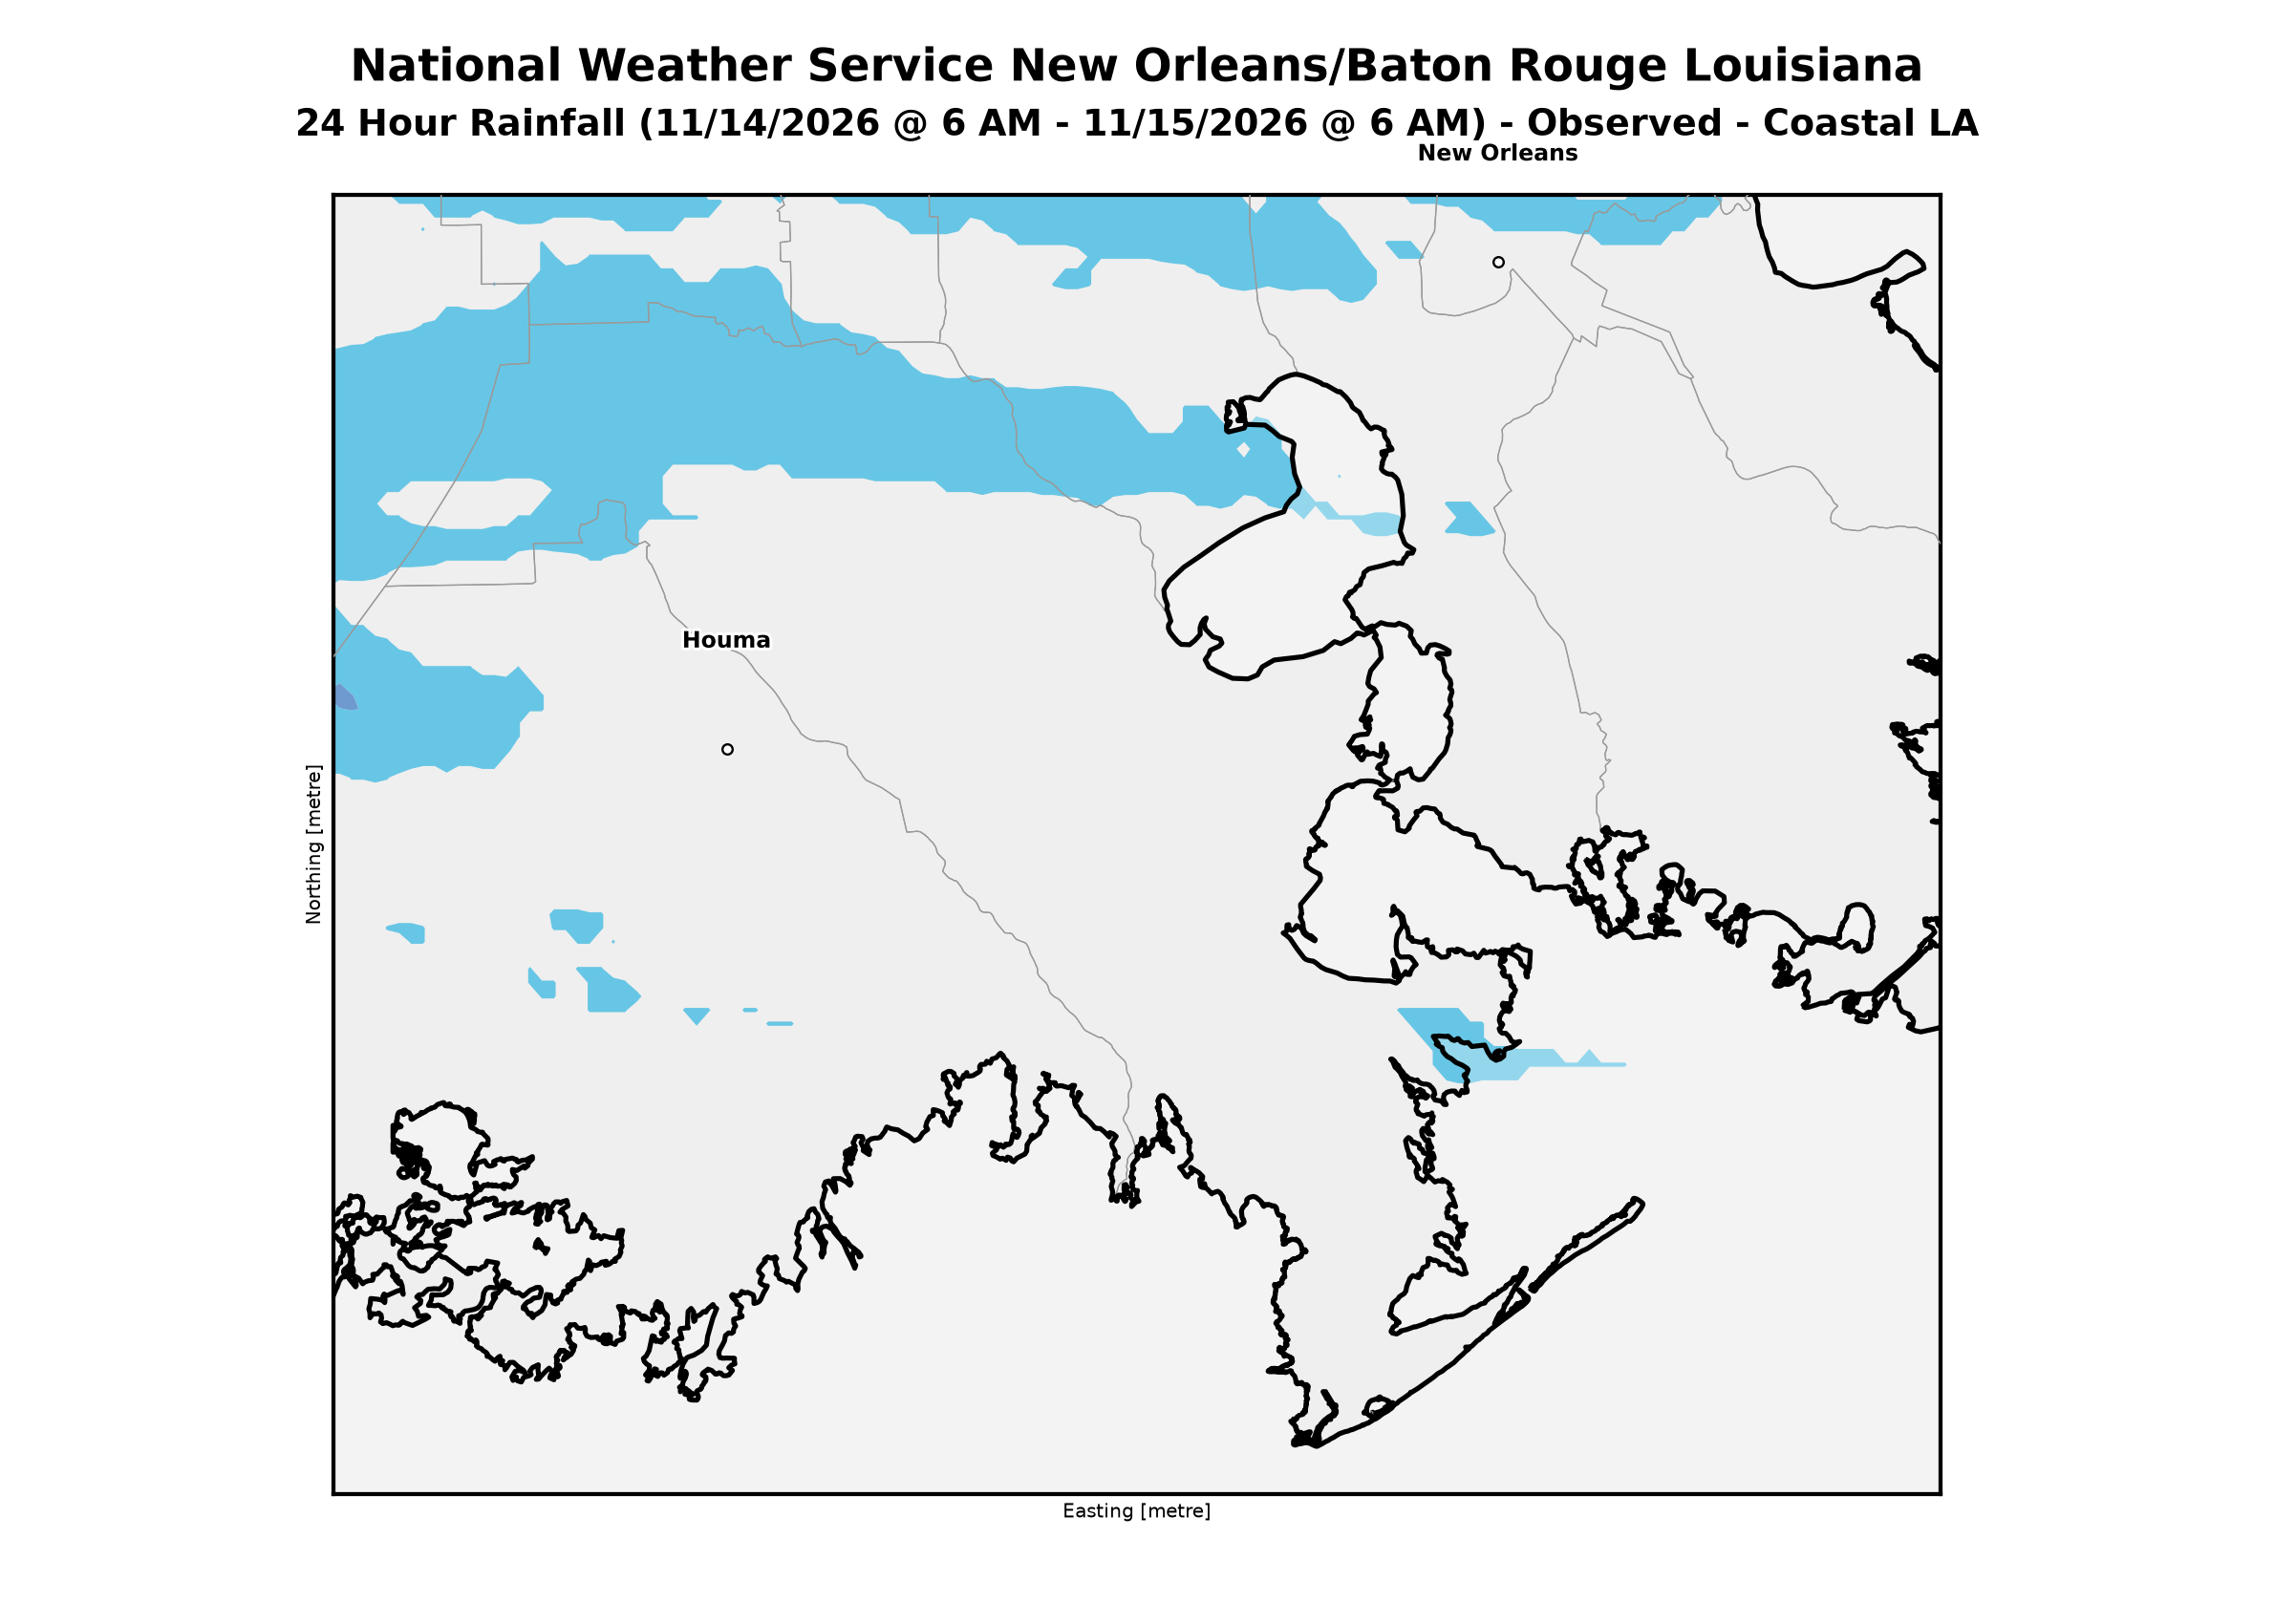 National Weather Service New Orleans/Baton Rouge Louisiana
24 Hour Rainfall (11/14/2026 @ 6 AM - 11/15/2026 @ 6 AM) - Observed - Coastal LA
New Orleans
Houma
Northing [metre]
Easting [metre]